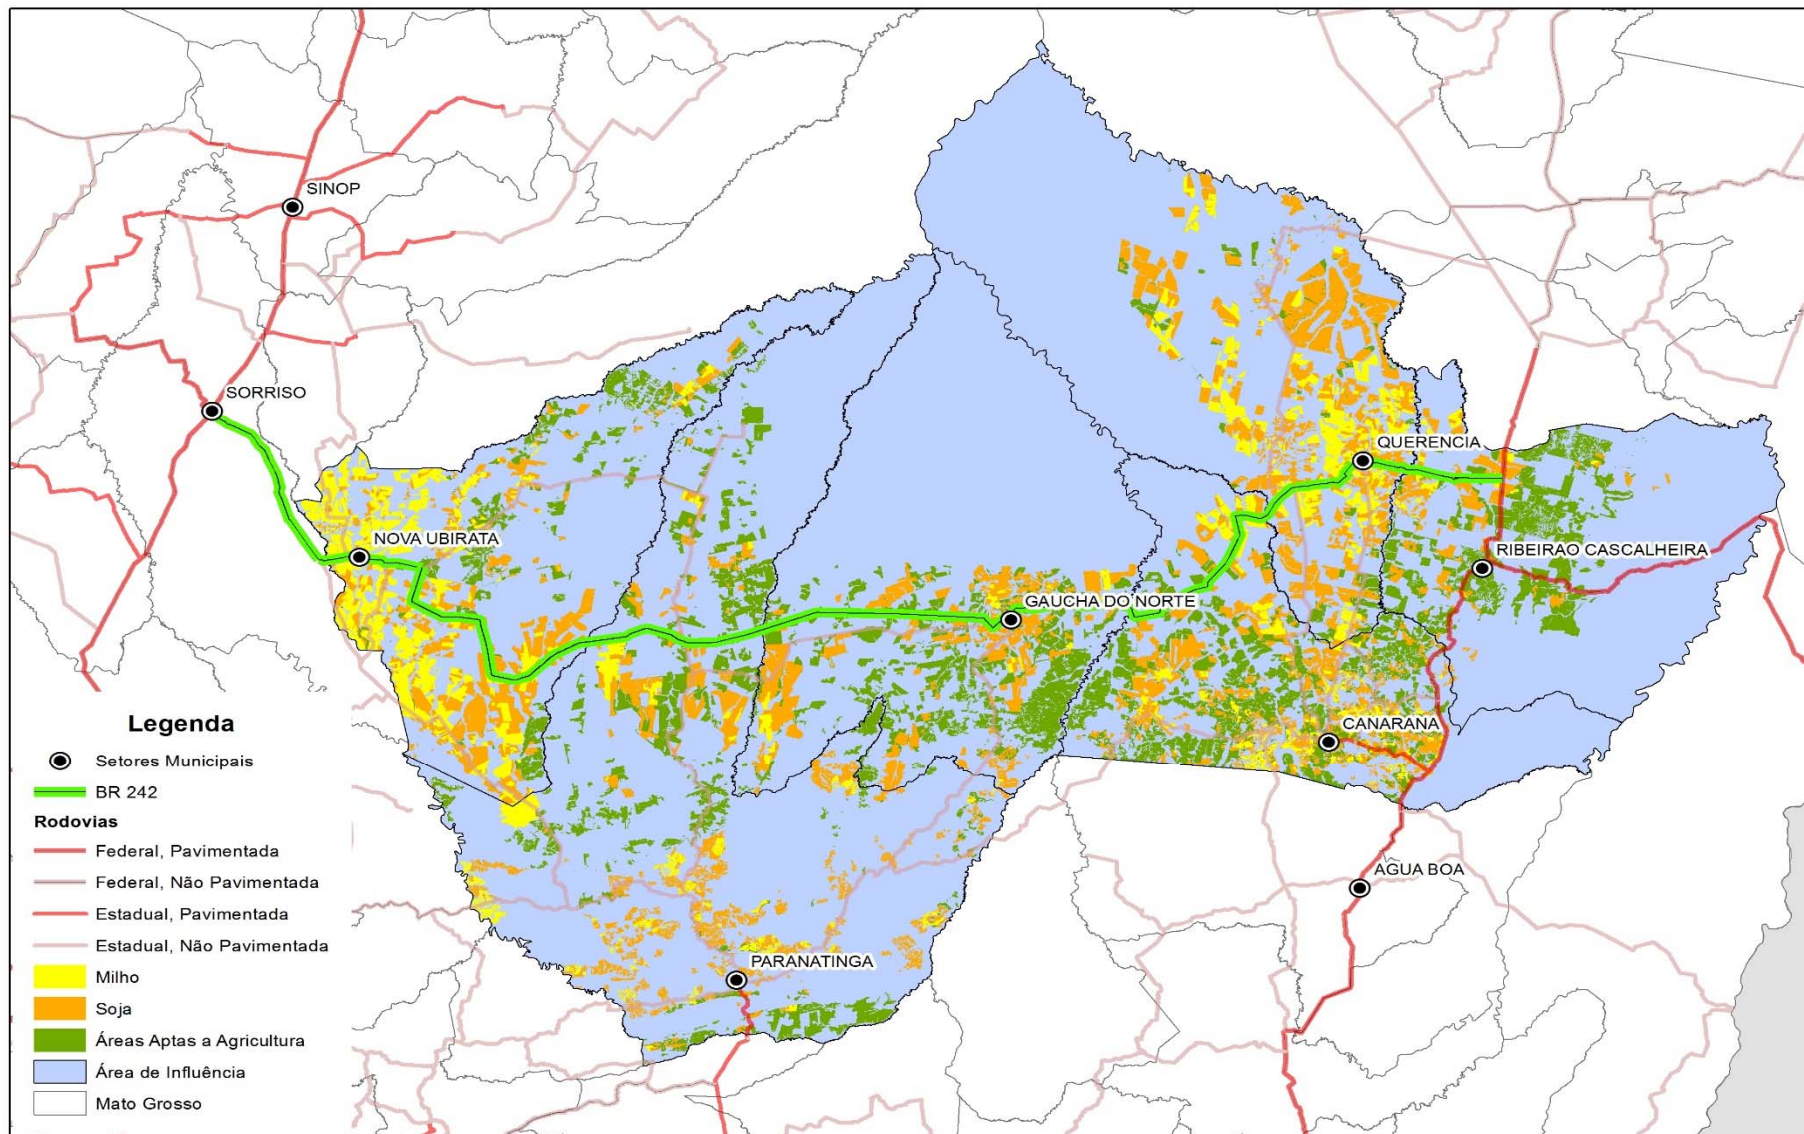 SINOP
SORRISO
QUERENCIA
NOVA UBIRATA
RIBEIRAO CASCALHEIRA
GAUCHA DO NORTE
CANARANA
AGUA BOA
PARANATINGA
Legenda
Setores Municipais
BR 242
Rodovias
Federal, Pavimentada
Federal, Não Pavimentada
Estadual, Pavimentada
Estadual, Não Pavimentada
Milho
Soja
Áreas Aptas a Agricultura
Área de Influência
Mato Grosso